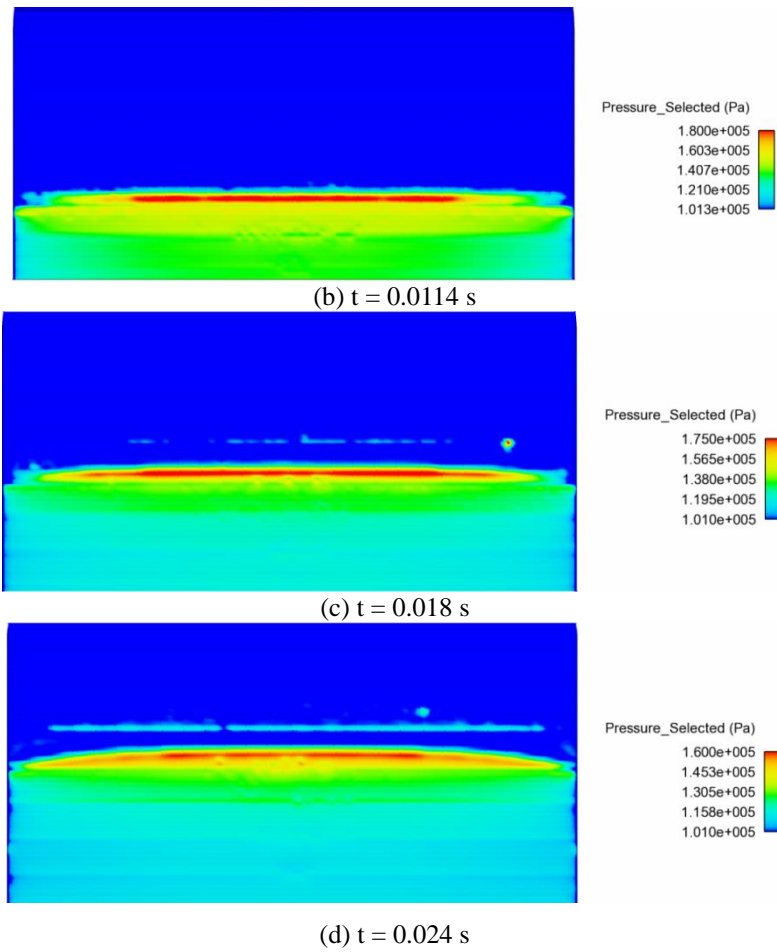 Pressure_Selected (Pa)
1.800e+005
1.603e+005
1.407e+005
1.210e+005
1.013e+005
(b) t = 0.0114 s
Pressure_Selected (Pa)
1.750e+005
1.565e+005
1.380e+005
1.195e+005
1.010e+005
(c) t = 0.018 s
Pressure_Selected (Pa)
1.600e+005
1.453e+005
1.305e+005
1.158e+005
1.010e+005
(d) t = 0.024 s